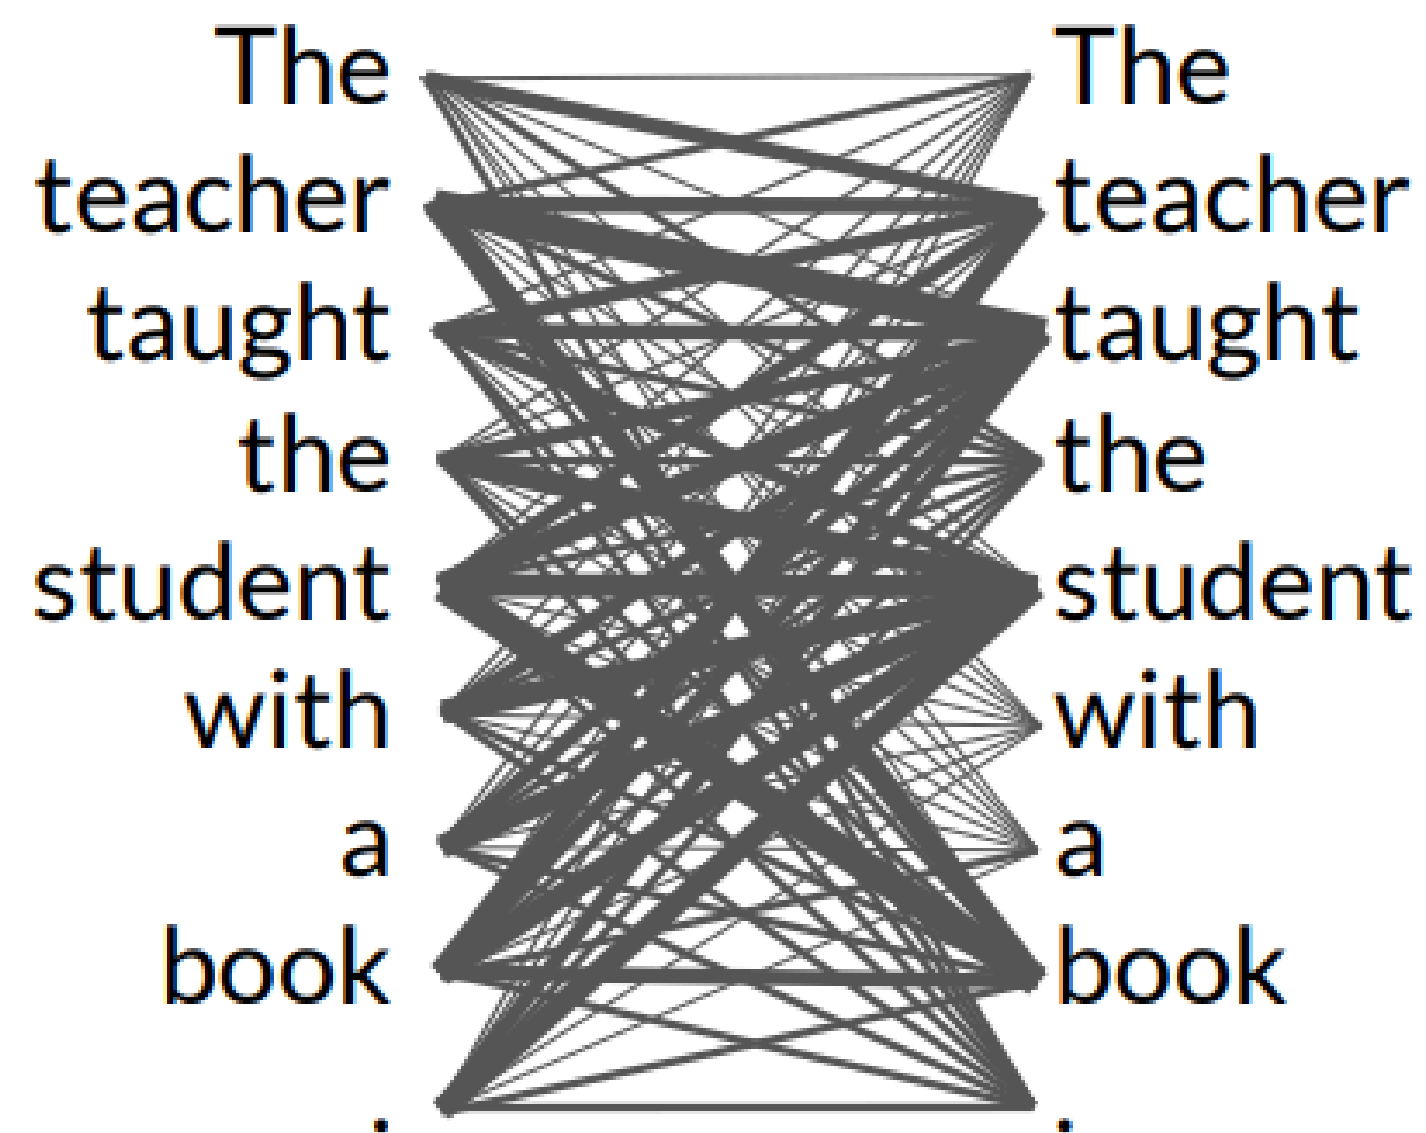 The The
teacher teacher
taught taught
the the
student student
with with
a a
book book
. .